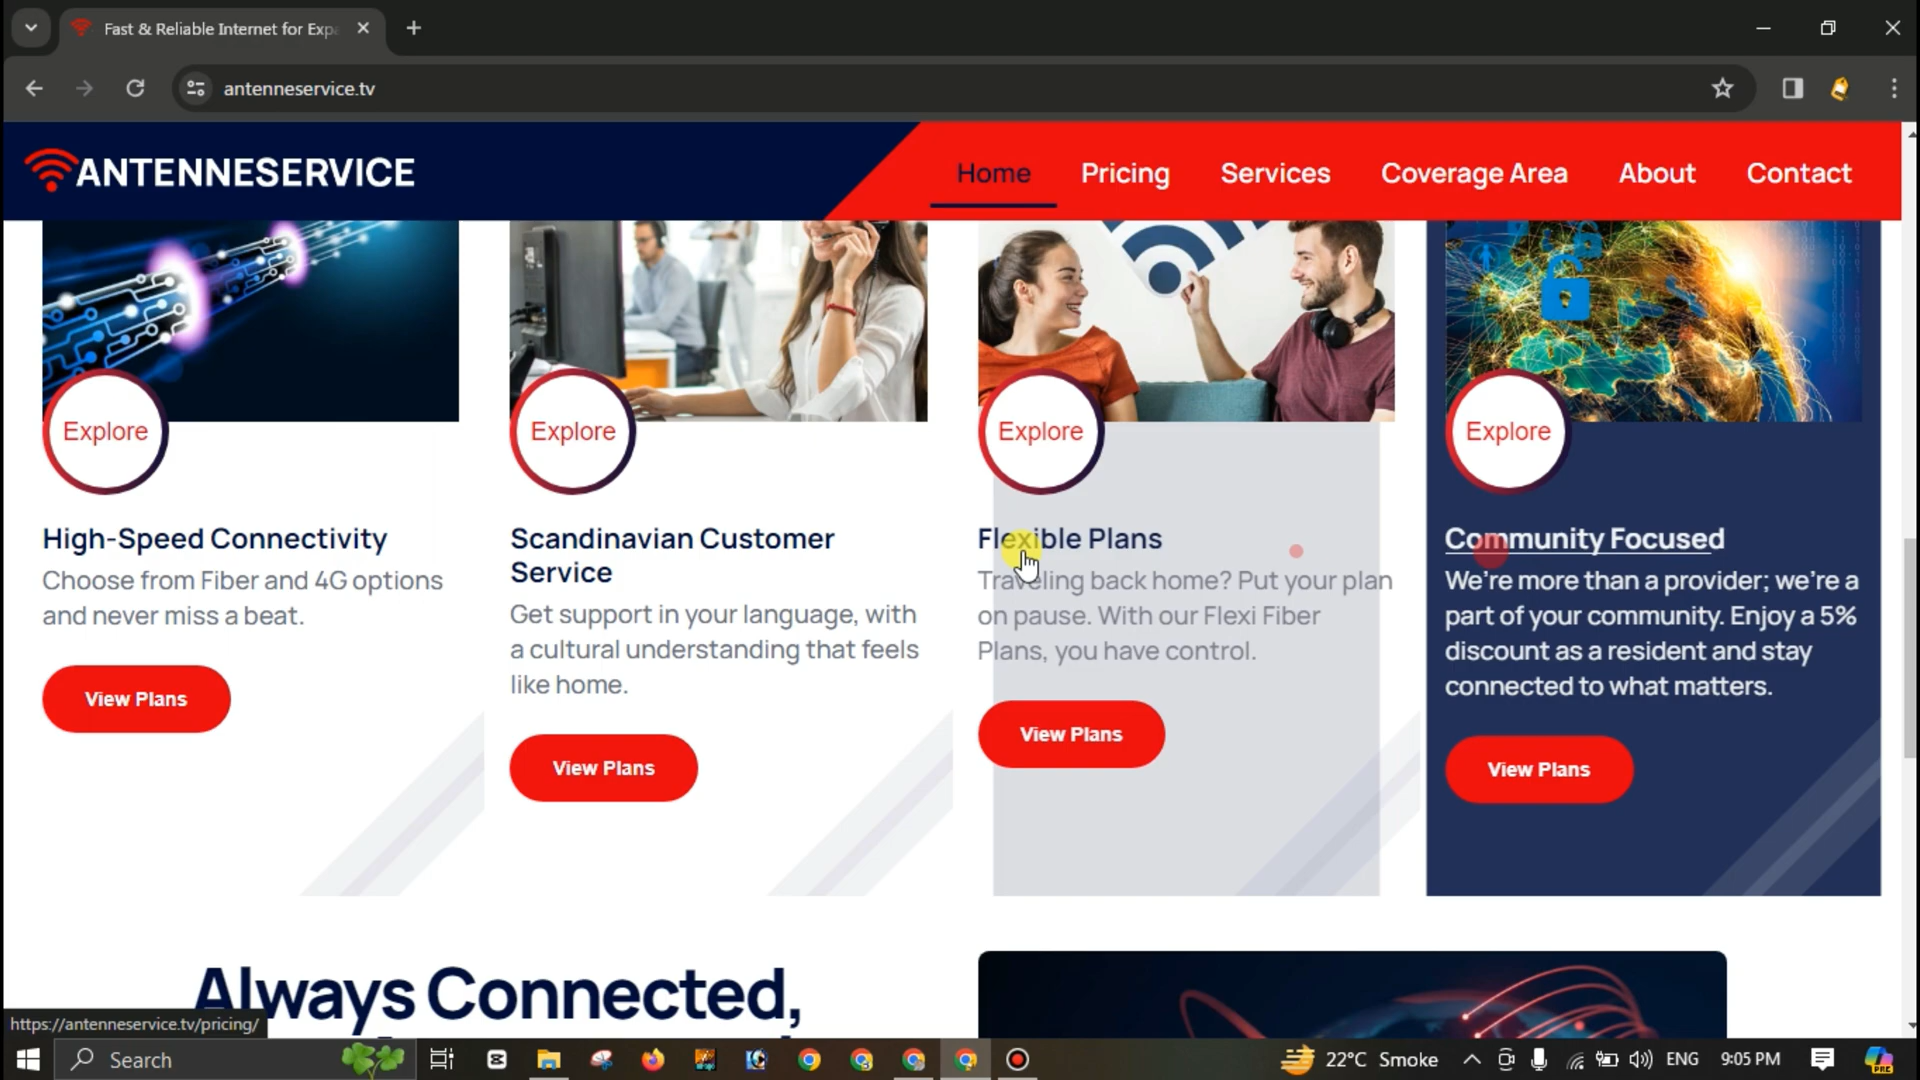 Fast & Reliable Internet for Expa
antenneservice.tv
ANTENNESERVICE
Home
Pricing
Services
Coverage Area
About
Contact
Explore
Explore
Explore
Explore
High-Speed Connectivity
Choose from Fiber and 4G options
and never miss a beat.
View Plans
Scandinavian Customer
Service
Get support in your language, with
a cultural understanding that feels
like home.
View Plans
Flexible Plans
Traveling back home? Put your plan
on pause. With our Flexi Fiber
Plans, you have control.
View Plans
Community Focused
We're more than a provider; we're a
part of your community. Enjoy a 5%
discount as a resident and stay
connected to what matters.
View Plans
Always Connected,
https://antenneservice.tv/pricing/
Search
22°C Smoke
ENG
9:05 PM
PRE